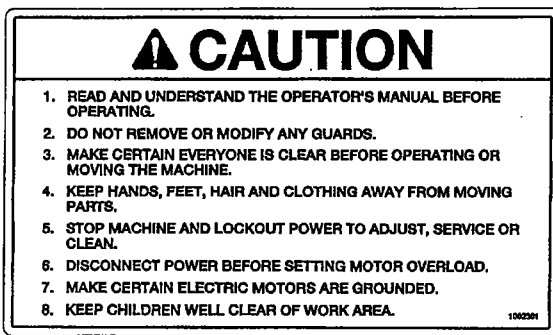 CAUTION
1. READ AND UNDERSTAND THE OPERATOR'S MANUAL BEFORE
OPERATING.
2. DO NOT REMOVE OR MODIFY ANY GUARDS.
3. MAKE CERTAIN EVERYONE IS CLEAR BEFORE OPERATING OR
MOVING THE MACHINE.
4. KEEP HANDS, FEET, HAIR AND CLOTHING AWAY FROM MOVING
PARTS.
5. STOP MACHINE AND LOCKOUT POWER TO ADJUST, SERVICE OR
CLEAN.
6. DISCONNECT POWER BEFORE SETTING MOTOR OVERLOAD.
7. MAKE CERTAIN ELECTRIC MOTORS ARE GROUNDED.
8. KEEP CHILDREN WELL CLEAR OF WORK AREA.
1002301